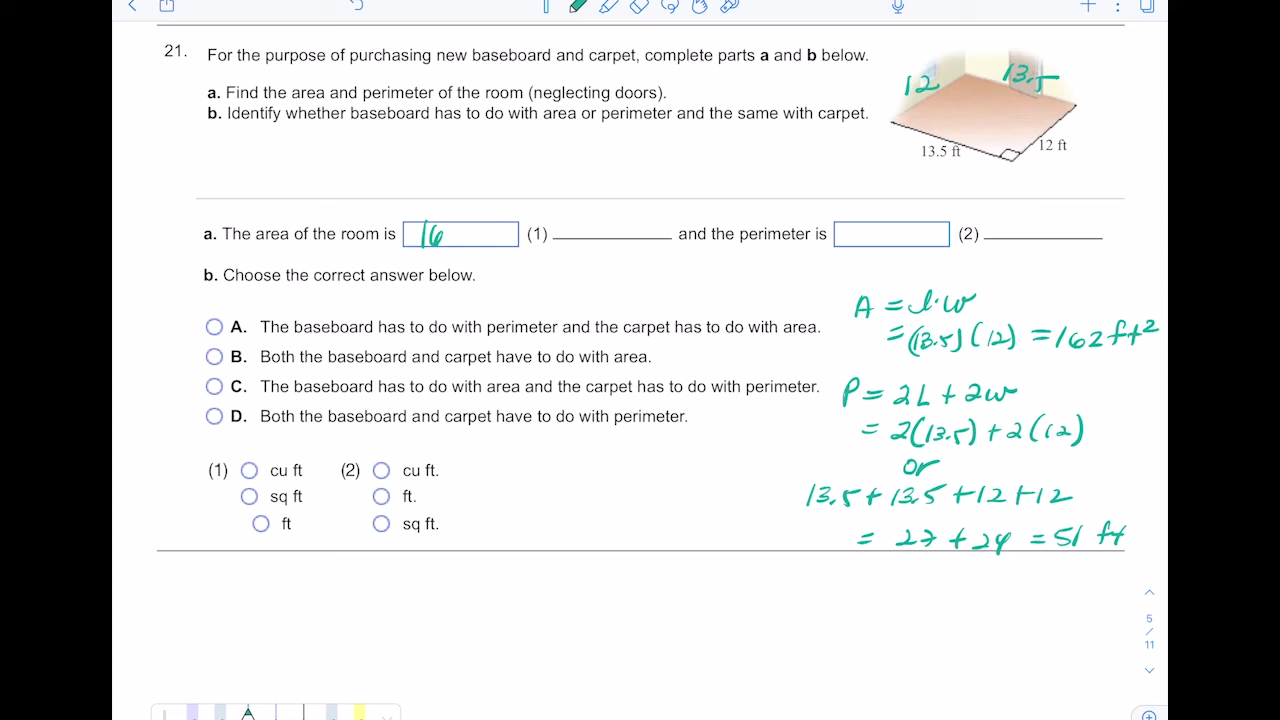 21. For the purpose of purchasing new baseboard and carpet, complete parts a and b below.
a. Find the area and perimeter of the room (neglecting doors).
b. Identify whether baseboard has to do with area or perimeter and the same with carpet.
12
13.5
13.5 ft
12 ft
a. The area of the room is 16 (1) and the perimeter is (2)
b. Choose the correct answer below.
A. The baseboard has to do with perimeter and the carpet has to do with area.
B. Both the baseboard and carpet have to do with area.
C. The baseboard has to do with area and the carpet has to do with perimeter.
D. Both the baseboard and carpet have to do with perimeter.
(1) cu ft (2) cu ft.
sq ft ft.
ft sq ft.
A = l·w
= (13.5)(12) = 162 ft²
P = 2L + 2w
= 2(13.5) + 2(12)
or
13.5 + 13.5 + 12 + 12
= 27 + 24 = 51 ft
5
/
11